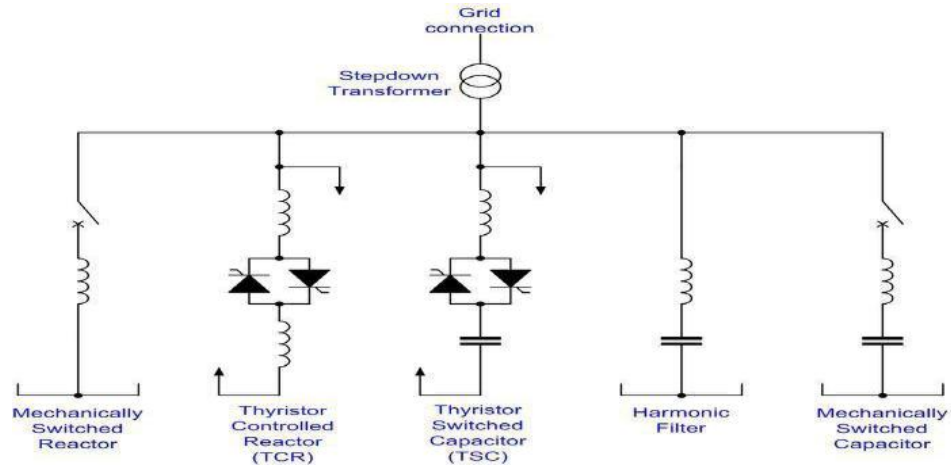 Grid
connection
Stepdown
Transformer
Mechanically
Switched
Reactor
Thyristor
Controlled
Reactor
(TCR)
Thyristor
Switched
Capacitor
(TSC)
Harmonic
Filter
Mechanically
Switched
Capacitor